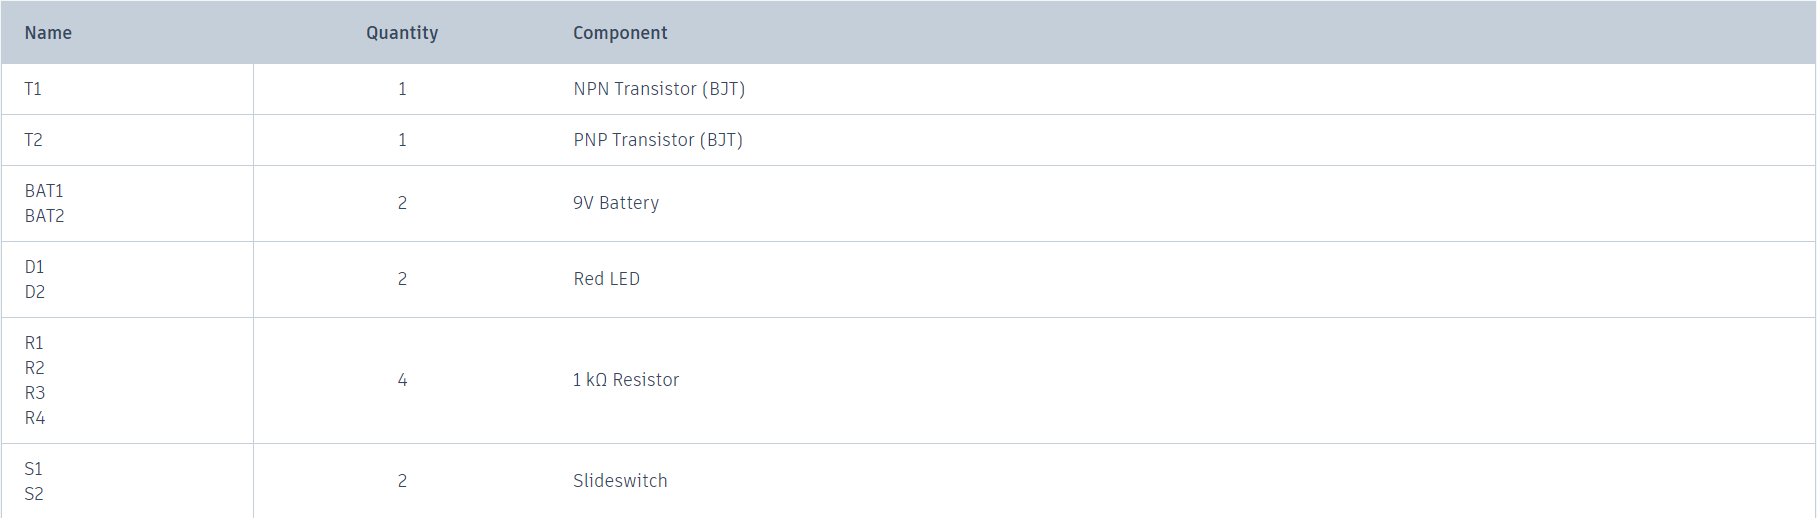 Name Quantity Component
T1 1 NPN Transistor (BJT)
T2 1 PNP Transistor (BJT)
BAT1
BAT2
2 9V Battery
D1
D2
2 Red LED
R1
R2
R3
R4
4 1 kΩ Resistor
S1
S2
2 Slideswitch